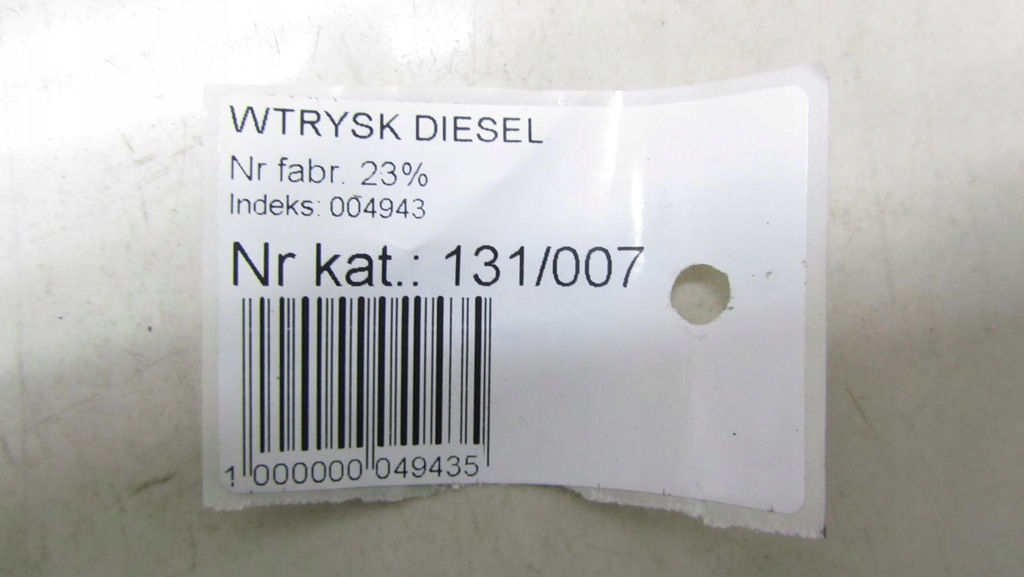 WTRYSK DIESEL
Nr fabr. 23%
Indeks: 004943
Nr kat.: 131/007
1 000000 049435